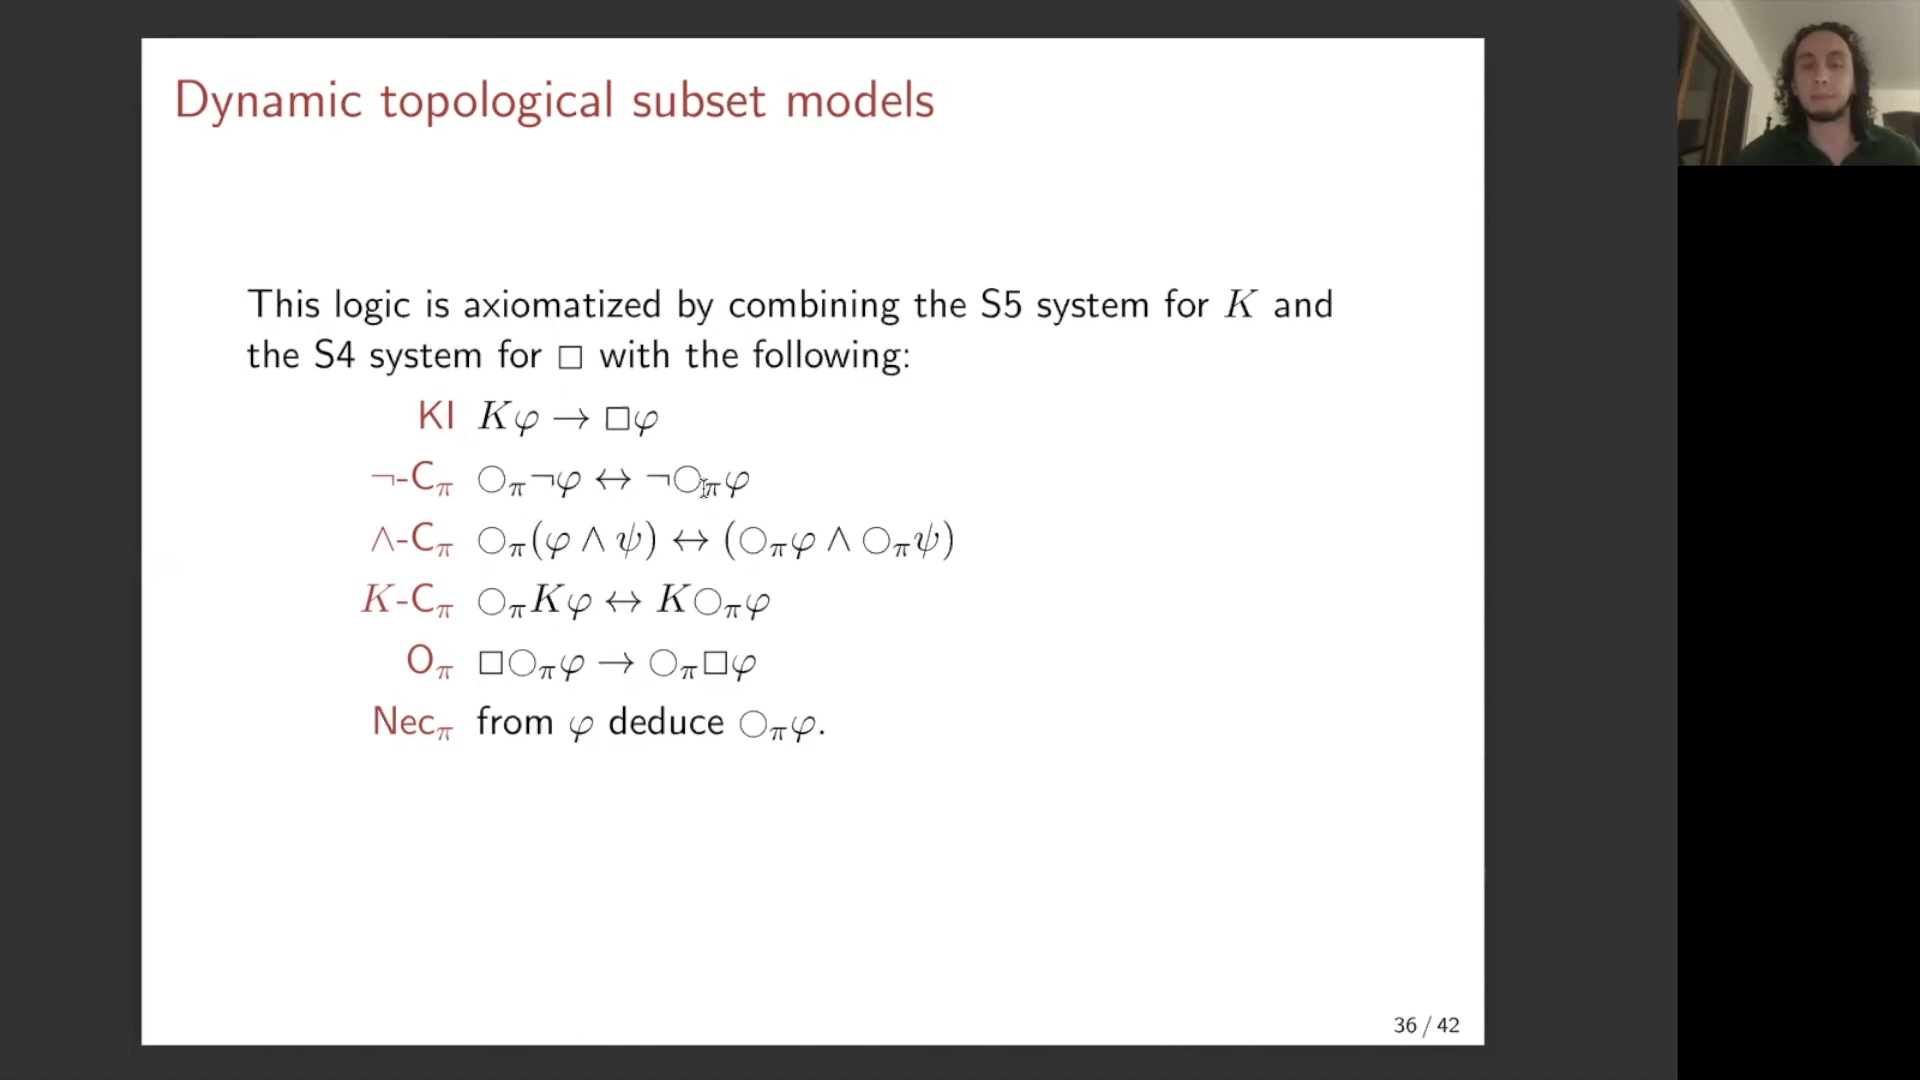 Dynamic topological subset models
This logic is axiomatized by combining the S5 system for K and
the S4 system for □ with the following:
KI Kφ → □φ
¬-C_π ○_π¬φ ↔ ¬○_πφ
∧-C_π ○_π(φ ∧ ψ) ↔ (○_πφ ∧ ○_πψ)
K-C_π ○_πKφ ↔ K○_πφ
O_π □○_πφ → ○_π□φ
Nec_π from φ deduce ○_πφ.
36 / 42